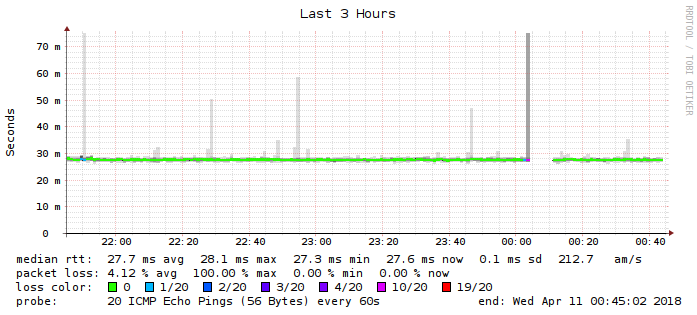 Last 3 Hours
RRDTOOL / TOBI OETIKER
Seconds
70 m
60 m
50 m
40 m
30 m
20 m
10 m
0
22:00 22:20 22:40 23:00 23:20 23:40 00:00 00:20 00:40
median rtt: 27.7 ms avg 28.1 ms max 27.3 ms min 27.6 ms now 0.1 ms sd 212.7 am/s
packet loss: 4.12 % avg 100.00 % max 0.00 % min 0.00 % now
loss color: 0 1/20 2/20 3/20 4/20 10/20 19/20
probe: 20 ICMP Echo Pings (56 Bytes) every 60s end: Wed Apr 11 00:45:02 2018